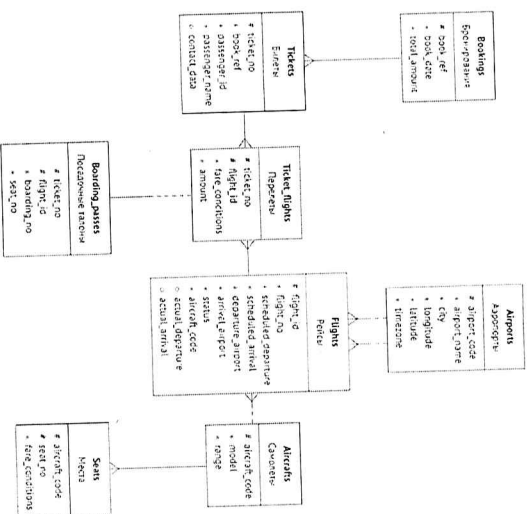 Bookings
Бронирования
# book_ref
* book_date
* total_amount
Airports
Аэропорты
# airport_code
* airport_name
* city
* longitude
* latitude
* timezone
Tickets
Билеты
# ticket_no
* book_ref
* passenger_id
* passenger_name
○ contact_data
Ticket_flights
Перелеты
# ticket_no
# flight_id
* fare_conditions
* amount
Flights
Рейсы
# flight_id
* flight_no
* scheduled_departure
* scheduled_arrival
* departure_airport
* arrival_airport
* status
* aircraft_code
○ actual_departure
○ actual_arrival
Aircrafts
Самолеты
# aircraft_code
* model
* range
Boarding_passes
Посадочные талоны
# ticket_no
# flight_id
* boarding_no
* seat_no
Seats
Места
# aircraft_code
# seat_no
* fare_conditions